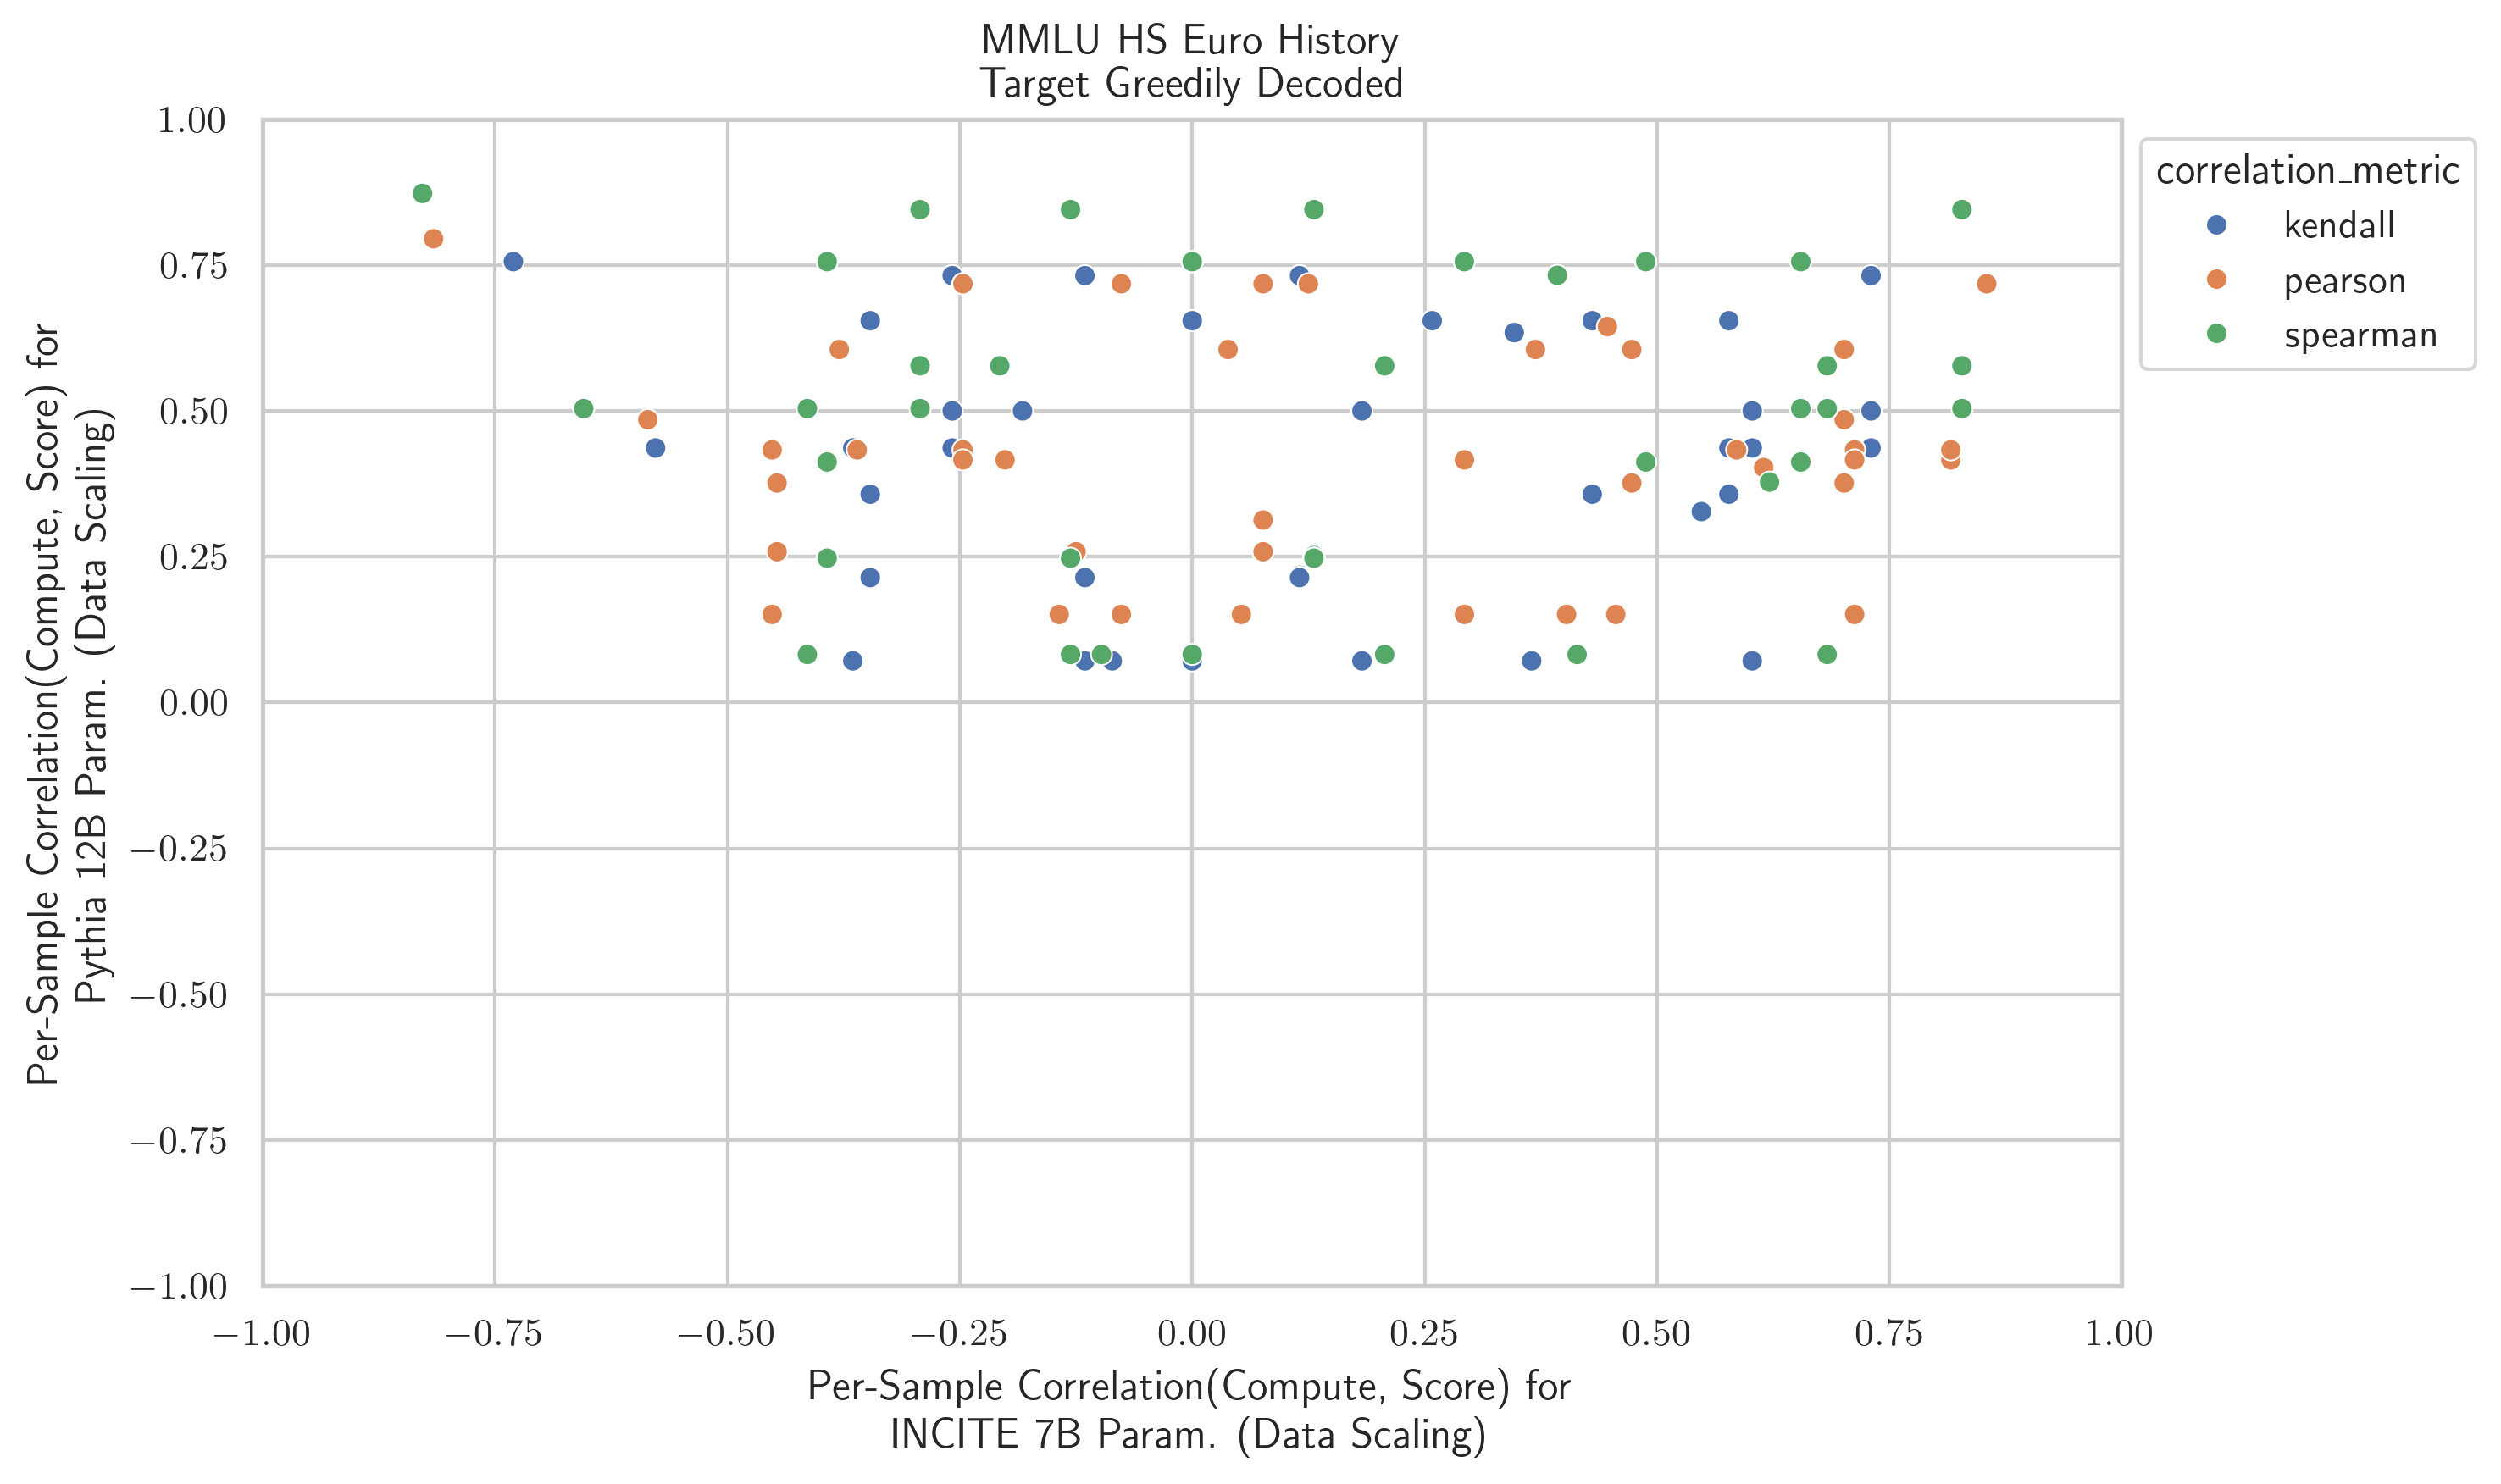 MMLU HS Euro History
Target Greedily Decoded
Per-Sample Correlation(Compute, Score) for
Pythia 12B Param. (Data Scaling)
1.00
0.75
0.50
0.25
0.00
−0.25
−0.50
−0.75
−1.00
−1.00 −0.75 −0.50 −0.25 0.00 0.25 0.50 0.75 1.00
Per-Sample Correlation(Compute, Score) for
INCITE 7B Param. (Data Scaling)
correlation_metric
kendall
pearson
spearman